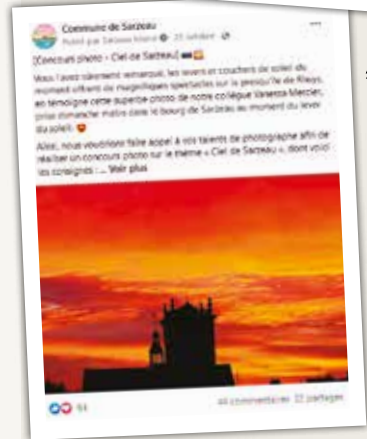 Commune de Sarzeau
25 octobre
[Concours photo - Ciel de Sarzeau]
Vous l'avez sûrement remarqué, les levers et couchers de soleil du
moment offrent de magnifiques spectacles sur la presqu'île de Rhuys,
en témoigne cette superbe photo de notre collègue Vanessa Mercier,
prise dimanche matin dans le bourg de Sarzeau au moment du lever
du soleil.
nous voudrions faire appel à vos talents de photographe afin de
réaliser un concours photo sur le thème « Ciel de Sarzeau », dont voici
les consignes : ... Voir plus
44 commentaires 22 partages